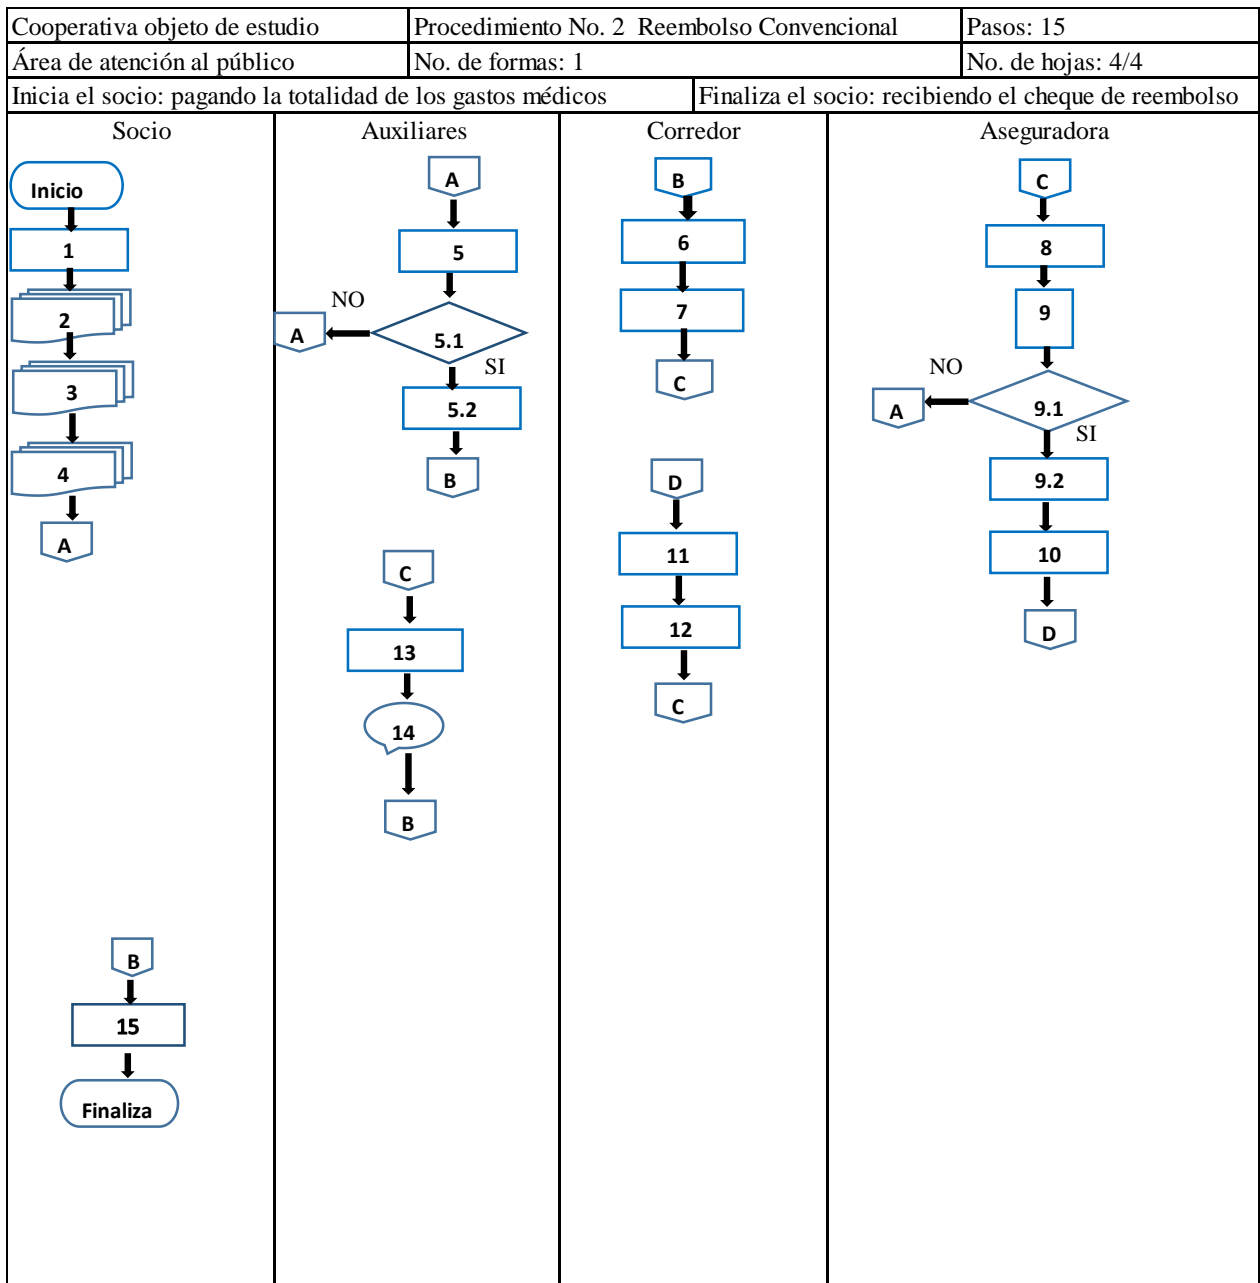 Cooperativa objeto de estudio
Procedimiento No. 2 Reembolso Convencional
Pasos: 15
Área de atención al público
No. de formas: 1
No. de hojas: 4/4
Inicia el socio: pagando la totalidad de los gastos médicos
Finaliza el socio: recibiendo el cheque de reembolso
Socio
Inicio
1
2
3
4
A
B
15
Finaliza
Auxiliares
A
5
NO
A
5.1
SI
5.2
B
C
13
14
B
Corredor
B
6
7
C
D
11
12
C
Aseguradora
C
8
9
NO
A
9.1
SI
9.2
10
D